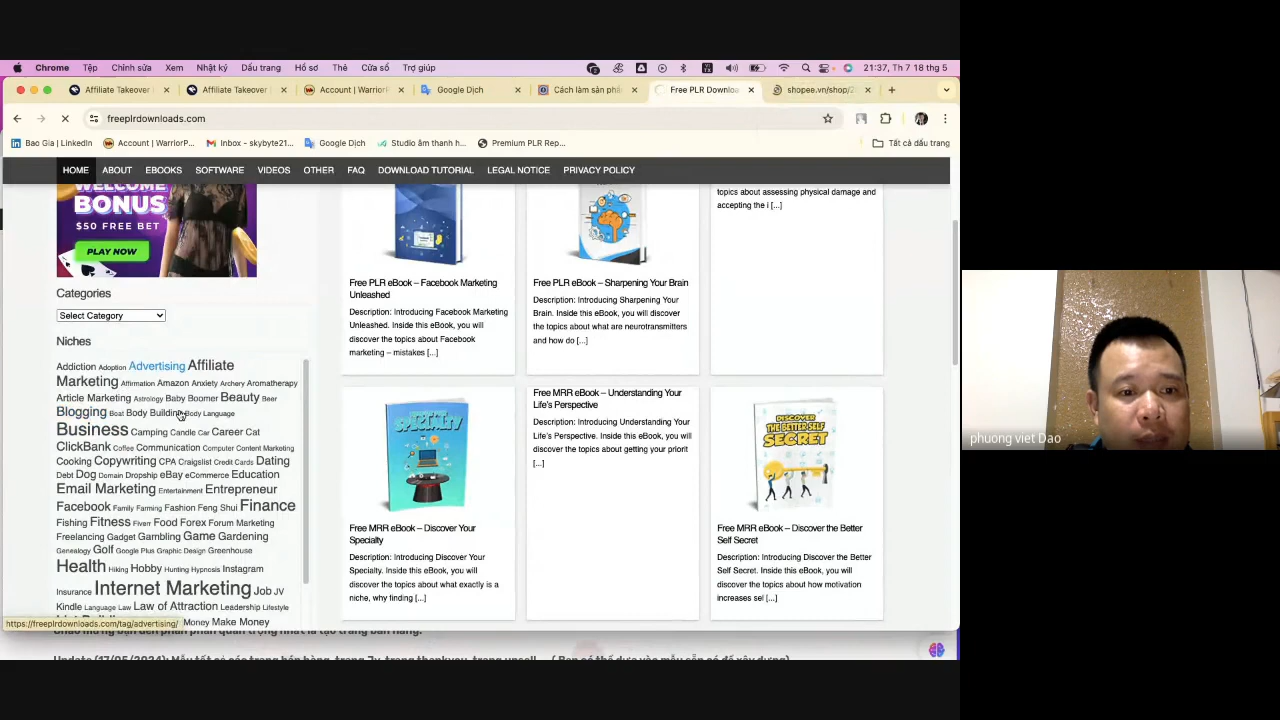 Chrome Tệp Chỉnh sửa Xem Nhật ký Dấu trang Hồ sơ Thẻ Cửa sổ Trợ giúp 21:37, Th 7 18 thg 5
Affiliate Takeover Affiliate Takeover Account | WarriorP... Google Dịch Cách làm sản phẩ Free PLR Downloa shopee.vn/shop/2
freeplrdownloads.com
Bao Gia | LinkedIn Account | WarriorP... Inbox - skybyte21... Google Dịch Studio âm thanh h... Premium PLR Rep... Tất cả dấu trang
HOME ABOUT EBOOKS SOFTWARE VIDEOS OTHER FAQ DOWNLOAD TUTORIAL LEGAL NOTICE PRIVACY POLICY
WELCOME
BONUS
$50 FREE BET
PLAY NOW
Categories
Select Category
Niches
Addiction Adoption Advertising Affiliate
Marketing Affirmation Amazon Anxiety Archery Aromatherapy
Article Marketing Astrology Baby Boomer Beauty Beer
Blogging Boat Body Building Body Language
Business Camping Candle Car Career Cat
ClickBank Coffee Communication Computer Content Marketing
Cooking Copywriting CPA Craigslist Credit Cards Dating
Debt Dog Domain Dropship eBay eCommerce Education
Email Marketing Entertainment Entrepreneur
Facebook Family Farming Fashion Feng Shui Finance
Fishing Fitness Fiverr Food Forex Forum Marketing
Freelancing Gadget Gambling Game Gardening
Genealogy Golf Google Plus Graphic Design Greenhouse
Health Hiking Hobby Hunting Hypnosis Instagram
Insurance Internet Marketing Job JV
Kindle Language Law Law of Attraction Leadership Lifestyle
Money Make Money
https://freeplrdownloads.com/tag/advertising/
Free PLR eBook – Facebook Marketing
Unleashed
Description: Introducing Facebook Marketing
Unleashed. Inside this eBook, you will
discover the topics about Facebook
marketing – mistakes [...]
Free PLR eBook – Sharpening Your Brain
Description: Introducing Sharpening Your
Brain. Inside this eBook, you will discover
the topics about what are neurotransmitters
and how do [...]
topics about assessing physical damage and
accepting the i [...]
SPECIALTY
Free MRR eBook – Discover Your
Specialty
Description: Introducing Discover Your
Specialty. Inside this eBook, you will
discover the topics about what exactly is a
niche, why finding [...]
Free MRR eBook – Understanding Your
Life's Perspective
Description: Introducing Understanding Your
Life's Perspective. Inside this eBook, you will
discover the topics about getting your priorit
[...]
DISCOVER
THE BETTER SELF
SECRET
Free MRR eBook – Discover the Better
Self Secret
Description: Introducing Discover the Better
Self Secret. Inside this eBook, you will
discover the topics about how motivation
increases sel [...]
phuong viet Dao